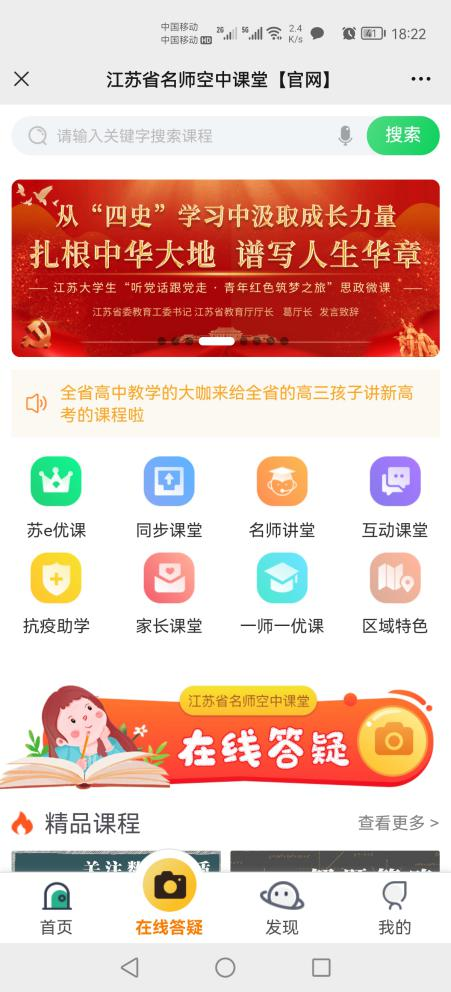 中国移动
中国移动 HD
2G
5G
2.4
K/s
41
18:22
江苏省名师空中课堂【官网】
请输入关键字搜索课程
搜索
从“四史”学习中汲取成长力量
扎根中华大地 谱写人生华章
江苏大学生“听党话跟党走·青年红色筑梦之旅”思政微课
江苏省委教育工委书记 江苏省教育厅厅长 葛厅长 发言致辞
全省高中教学的大咖来给全省的高三孩子讲新高
考的课程啦
苏e优课
同步课堂
名师讲堂
互动课堂
抗疫助学
家长课堂
一师一优课
区域特色
江苏省名师空中课堂
在线答疑
精品课程
查看更多 >
首页
在线答疑
发现
我的